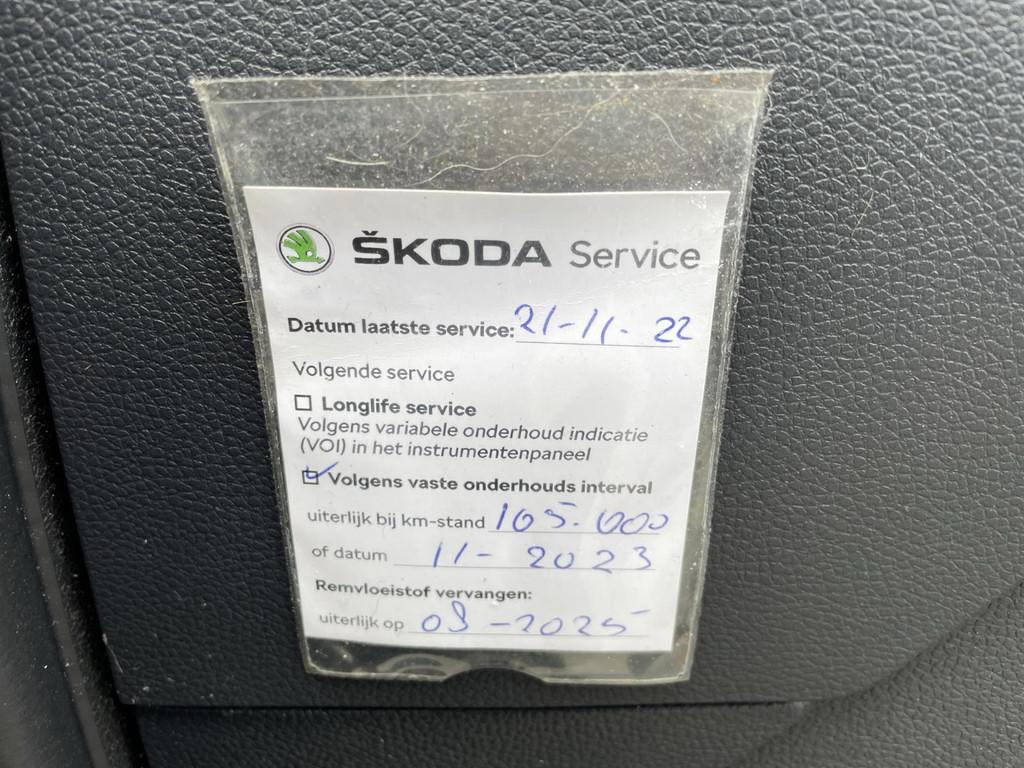 ŠKODA Service
Datum laatste service: 21-11-22
Volgende service
Longlife service
Volgens variabele onderhoud indicatie
(VOI) in het instrumentenpaneel
Volgens vaste onderhouds interval
uiterlijk bij km-stand 105.000
of datum 11-2023
Remvloeistof vervangen:
uiterlijk op 08-2025